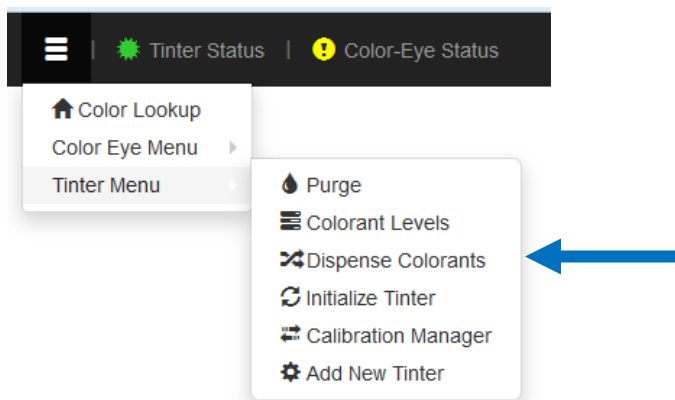 Tinter Status | Color-Eye Status
Color Lookup
Color Eye Menu
Tinter Menu
Purge
Colorant Levels
Dispense Colorants
Initialize Tinter
Calibration Manager
Add New Tinter